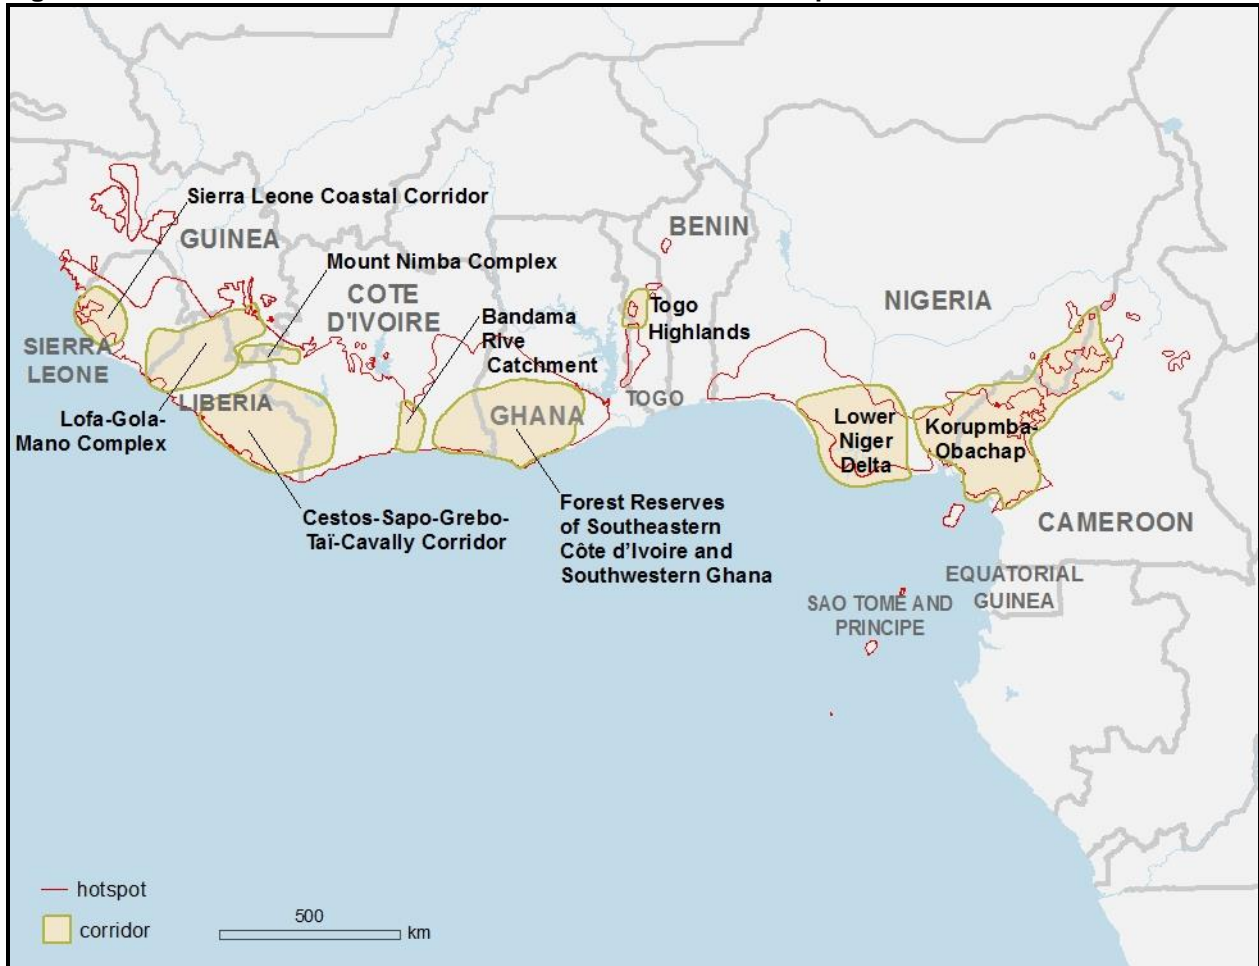 Sierra Leone Coastal Corridor
GUINEA
BENIN
Mount Nimba Complex
COTE
D'IVOIRE
NIGERIA
Bandama
Rive
Catchment
Togo
Highlands
SIERRA
LEONE
LIBERIA
GHANA
TOGO
Lofa-Gola-
Mano Complex
Lower
Niger
Delta
Korupmba-
Obachap
Cestos-Sapo-Grebo-
Taï-Cavally Corridor
Forest Reserves
of Southeastern
Côte d'Ivoire and
Southwestern Ghana
CAMEROON
EQUATORIAL
GUINEA
SAO TOME AND
PRINCIPE
hotspot
corridor
500
km